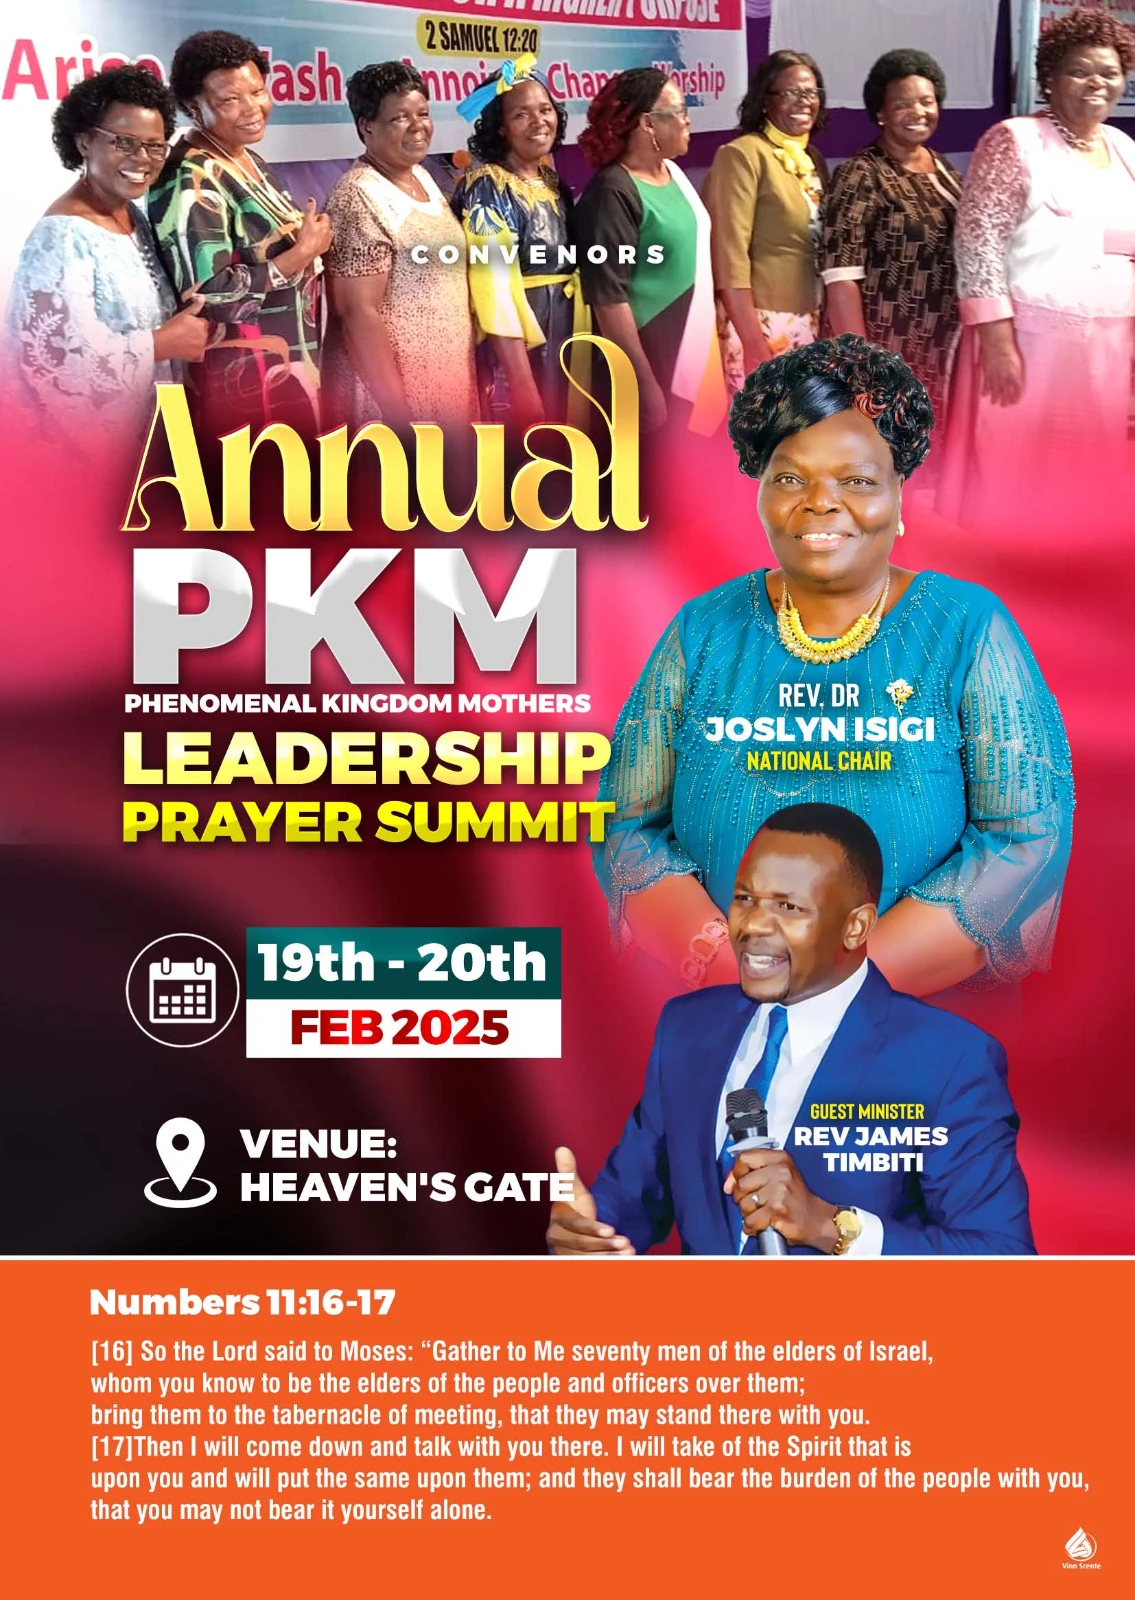 2 SAMUEL 12:20
CONVENORS
Annual
PKM
PHENOMENAL KINGDOM MOTHERS
LEADERSHIP
PRAYER SUMMIT
REV. DR
JOSLYN ISIGI
NATIONAL CHAIR
19th - 20th
FEB 2025
GUEST MINISTER
REV JAMES
TIMBITI
VENUE:
HEAVEN'S GATE
Numbers 11:16-17
[16] So the Lord said to Moses: “Gather to Me seventy men of the elders of Israel,
whom you know to be the elders of the people and officers over them;
bring them to the tabernacle of meeting, that they may stand there with you.
[17]Then I will come down and talk with you there. I will take of the Spirit that is
upon you and will put the same upon them; and they shall bear the burden of the people with you,
that you may not bear it yourself alone.
Vinn Scente